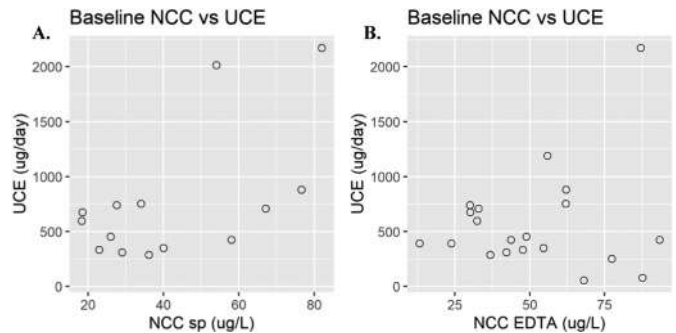 A.
Baseline NCC vs UCE
UCE (ug/day)
2000
1500
1000
500
0
20
40
60
80
NCC sp (ug/L)
B.
Baseline NCC vs UCE
UCE (ug/day)
2000
1500
1000
500
0
25
50
75
NCC EDTA (ug/L)